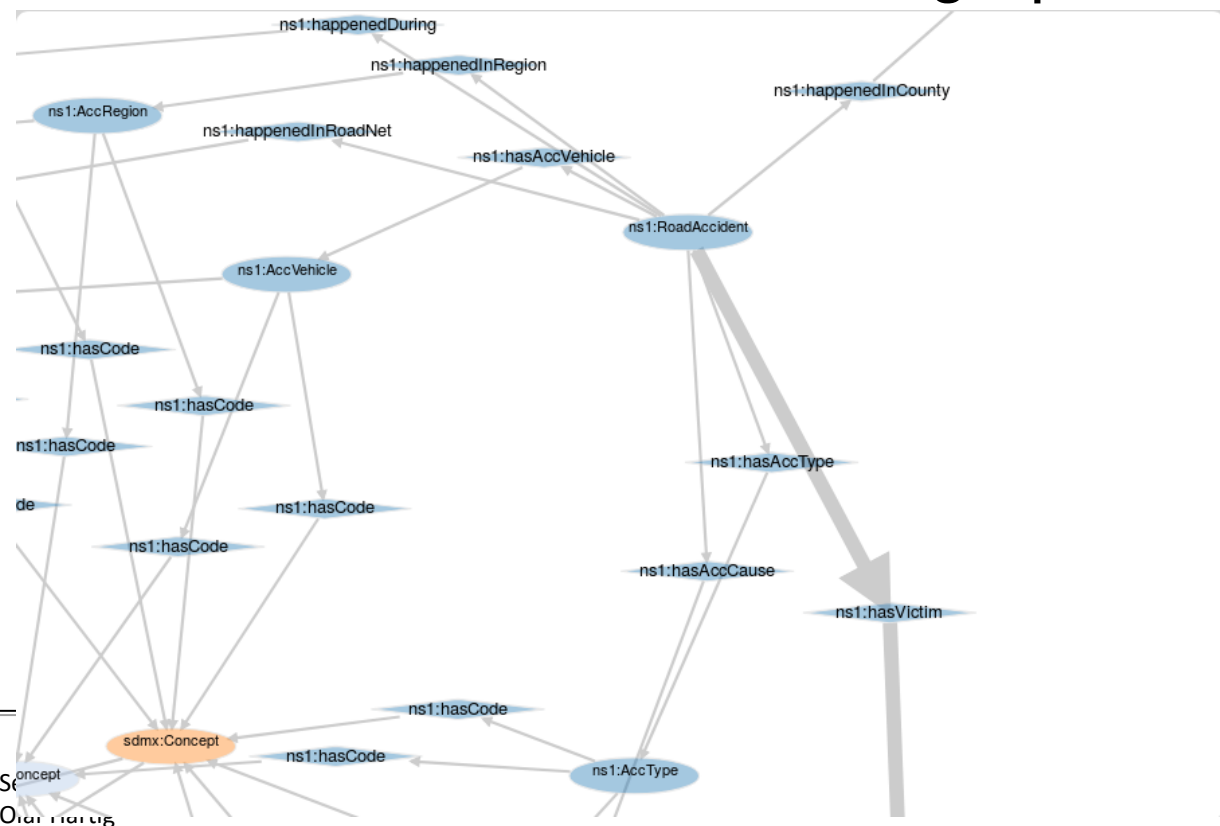 ns1:happenedDuring
ns1:happenedInRegion
ns1:happenedInCounty
ns1:AccRegion
ns1:happenedInRoadNet
ns1:hasAccVehicle
ns1:RoadAccident
ns1:AccVehicle
ns1:hasCode
ns1:hasCode
ns1:hasCode
ns1:hasAccType
de
ns1:hasCode
ns1:hasCode
ns1:hasAccCause
ns1:hasVictim
ns1:hasCode
sdmx:Concept
ns1:hasCode
ns1:AccType
oncept